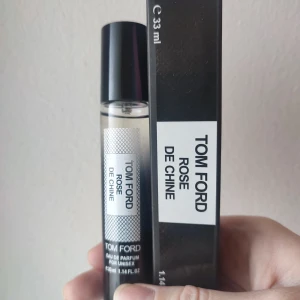 TOM FORD
ROSE
DE CHINE
TOM FORD
EAU DE PARFUM
FOR UNISEX
℮ 33 ml
TOM FORD
ROSE
DE CHINE